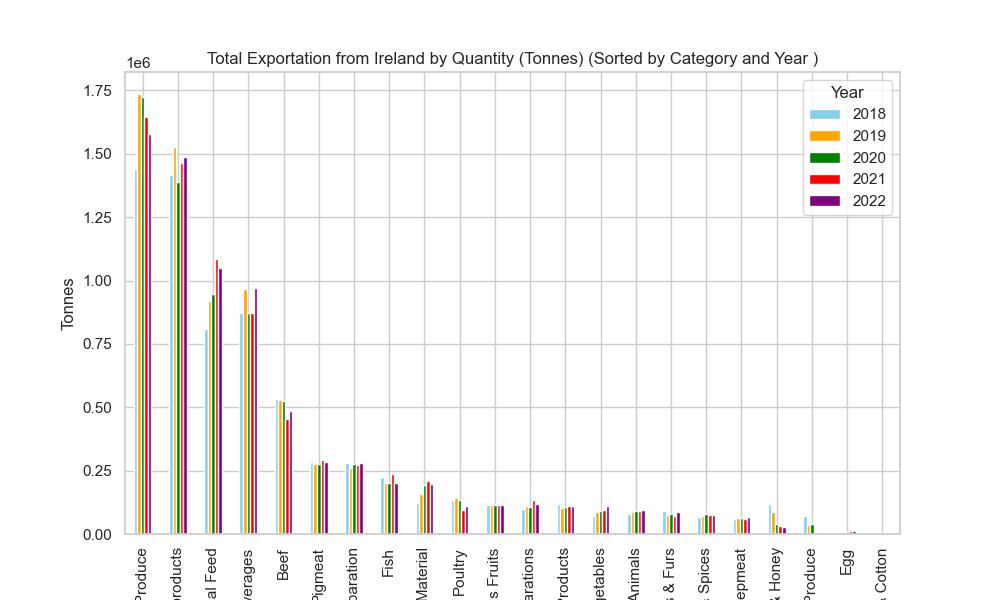 Total Exportation from Ireland by Quantity (Tonnes) (Sorted by Category and Year )
1e6
Year
2018
2019
2020
2021
2022
1.75
1.50
1.25
1.00
0.75
0.50
0.25
0.00
Tonnes
Produce
products
al Feed
verages
Beef
Pigmeat
paration
Fish
Material
Poultry
s Fruits
arations
Products
getables
Animals
s & Furs
s Spices
epmeat
& Honey
Produce
Egg
& Cotton